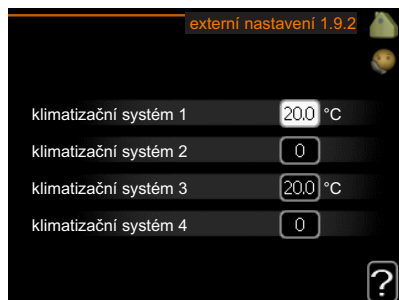 externí nastavení 1.9.2
klimatizační systém 1 20.0 °C
klimatizační systém 2 0
klimatizační systém 3 20.0 °C
klimatizační systém 4 0
?